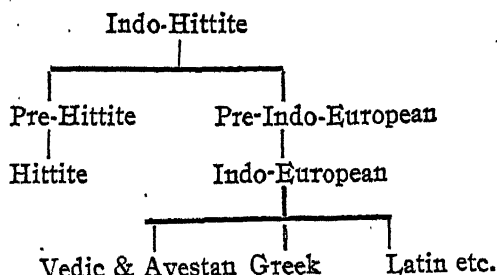 Indo-Hittite
Pre-Hittite Pre-Indo-European
Hittite Indo-European
Vedic & Avestan Greek Latin etc.